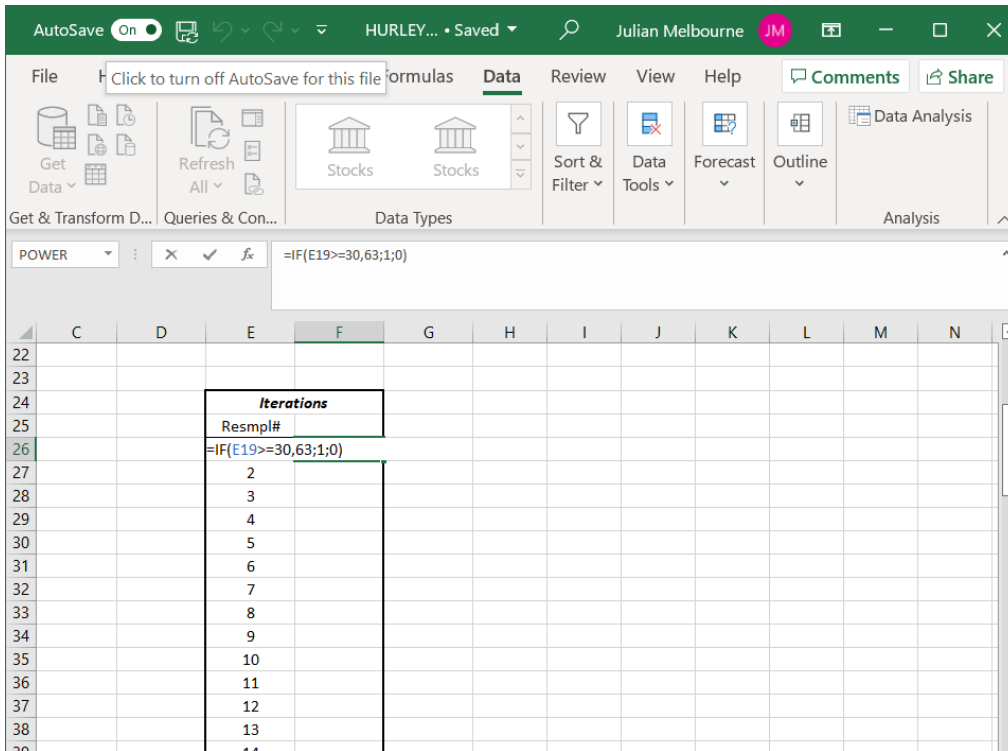 AutoSave On HURLEY... • Saved Julian Melbourne JM
File H Click to turn off AutoSave for this file Formulas Data Review View Help Comments Share
Get Data
Refresh All
Stocks Stocks
Sort & Filter
Data Tools
Forecast
Outline
Data Analysis
Get & Transform D... Queries & Con... Data Types Analysis
POWER fx =IF(E19>=30,63;1;0)
C D E F G H I J K L M N
22
23
24 Iterations
25 Resmpl#
26 =IF(E19>=30,63;1;0)
27 2
28 3
29 4
30 5
31 6
32 7
33 8
34 9
35 10
36 11
37 12
38 13
39 14